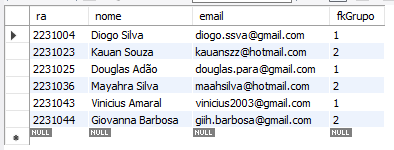 ra nome email fkGrupo
2231004 Diogo Silva diogo.ssva@gmail.com 1
2231023 Kauan Souza kauanszz@hotmail.com 2
2231025 Douglas Adão douglas.para@gmail.com 1
2231036 Mayahra Silva maahsilva@hotmail.com 2
2231043 Vinicius Amaral vinicius2003@gmail.com 1
2231044 Giovanna Barbosa giih.barbosa@gmail.com 2
NULL NULL NULL NULL